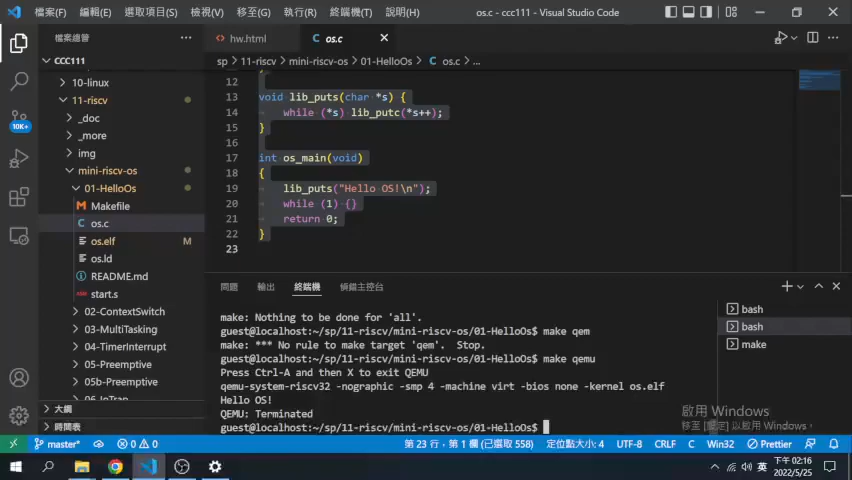 檔案(F) 編輯(E) 選取項目(S) 檢視(V) 移至(G) 執行(R) 終端機(T) 說明(H) os.c - ccc111 - Visual Studio Code
檔案總管 ...
hw.html
C os.c
sp > 11-riscv > mini-riscv-os > 01-HelloOs > C os.c > ...
CCC111
10-linux
11-riscv
_doc
_more
img
mini-riscv-os
01-HelloOs
M Makefile
C os.c
os.elf M
os.ld
README.md
start.s
02-ContextSwitch
03-MultiTasking
04-TimerInterrupt
05-Preemptive
05b-Preemptive
大綱
時間表
10K+
12 }
13 void lib_puts(char *s) {
14 while (*s) lib_putc(*s++);
15 }
16
17 int os_main(void)
18 {
19 lib_puts("Hello OS!\n");
20 while (1) {}
21 return 0;
22 }
23
問題 輸出 終端機 偵錯主控台
make: Nothing to be done for 'all'.
guest@localhost:~/sp/11-riscv/mini-riscv-os/01-HelloOs$ make qem
make: *** No rule to make target 'qem'. Stop.
guest@localhost:~/sp/11-riscv/mini-riscv-os/01-HelloOs$ make qemu
Press Ctrl-A and then X to exit QEMU
qemu-system-riscv32 -nographic -smp 4 -machine virt -bios none -kernel os.elf
Hello OS!
QEMU: Terminated
guest@localhost:~/sp/11-riscv/mini-riscv-os/01-HelloOs$
bash
bash
make
啟用 Windows
移至 [設定] 以啟用 Windows。
master* 0 0 第 23 行，第 1 欄 (已選取 558) 定位點大小: 4 UTF-8 CRLF C Win32 Prettier
英 下午 02:16
2022/5/25